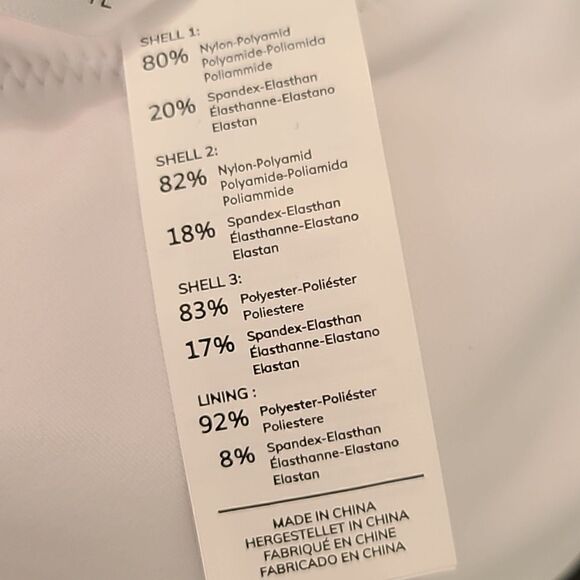 SHELL 1:
80% Nylon-Polyamid
Polyamide-Poliamida
Poliammide
20% Spandex-Elasthan
Élasthanne-Elastano
Elastan
SHELL 2:
82% Nylon-Polyamid
Polyamide-Poliamida
Poliammide
18% Spandex-Elasthan
Élasthanne-Elastano
Elastan
SHELL 3:
83% Polyester-Poliéster
Poliestere
17% Spandex-Elasthan
Élasthanne-Elastano
Elastan
LINING :
92% Polyester-Poliéster
Poliestere
8% Spandex-Elasthan
Élasthanne-Elastano
Elastan
MADE IN CHINA
HERGESTELLET IN CHINA
FABRIQUÉ EN CHINE
FABRICADO EN CHINA